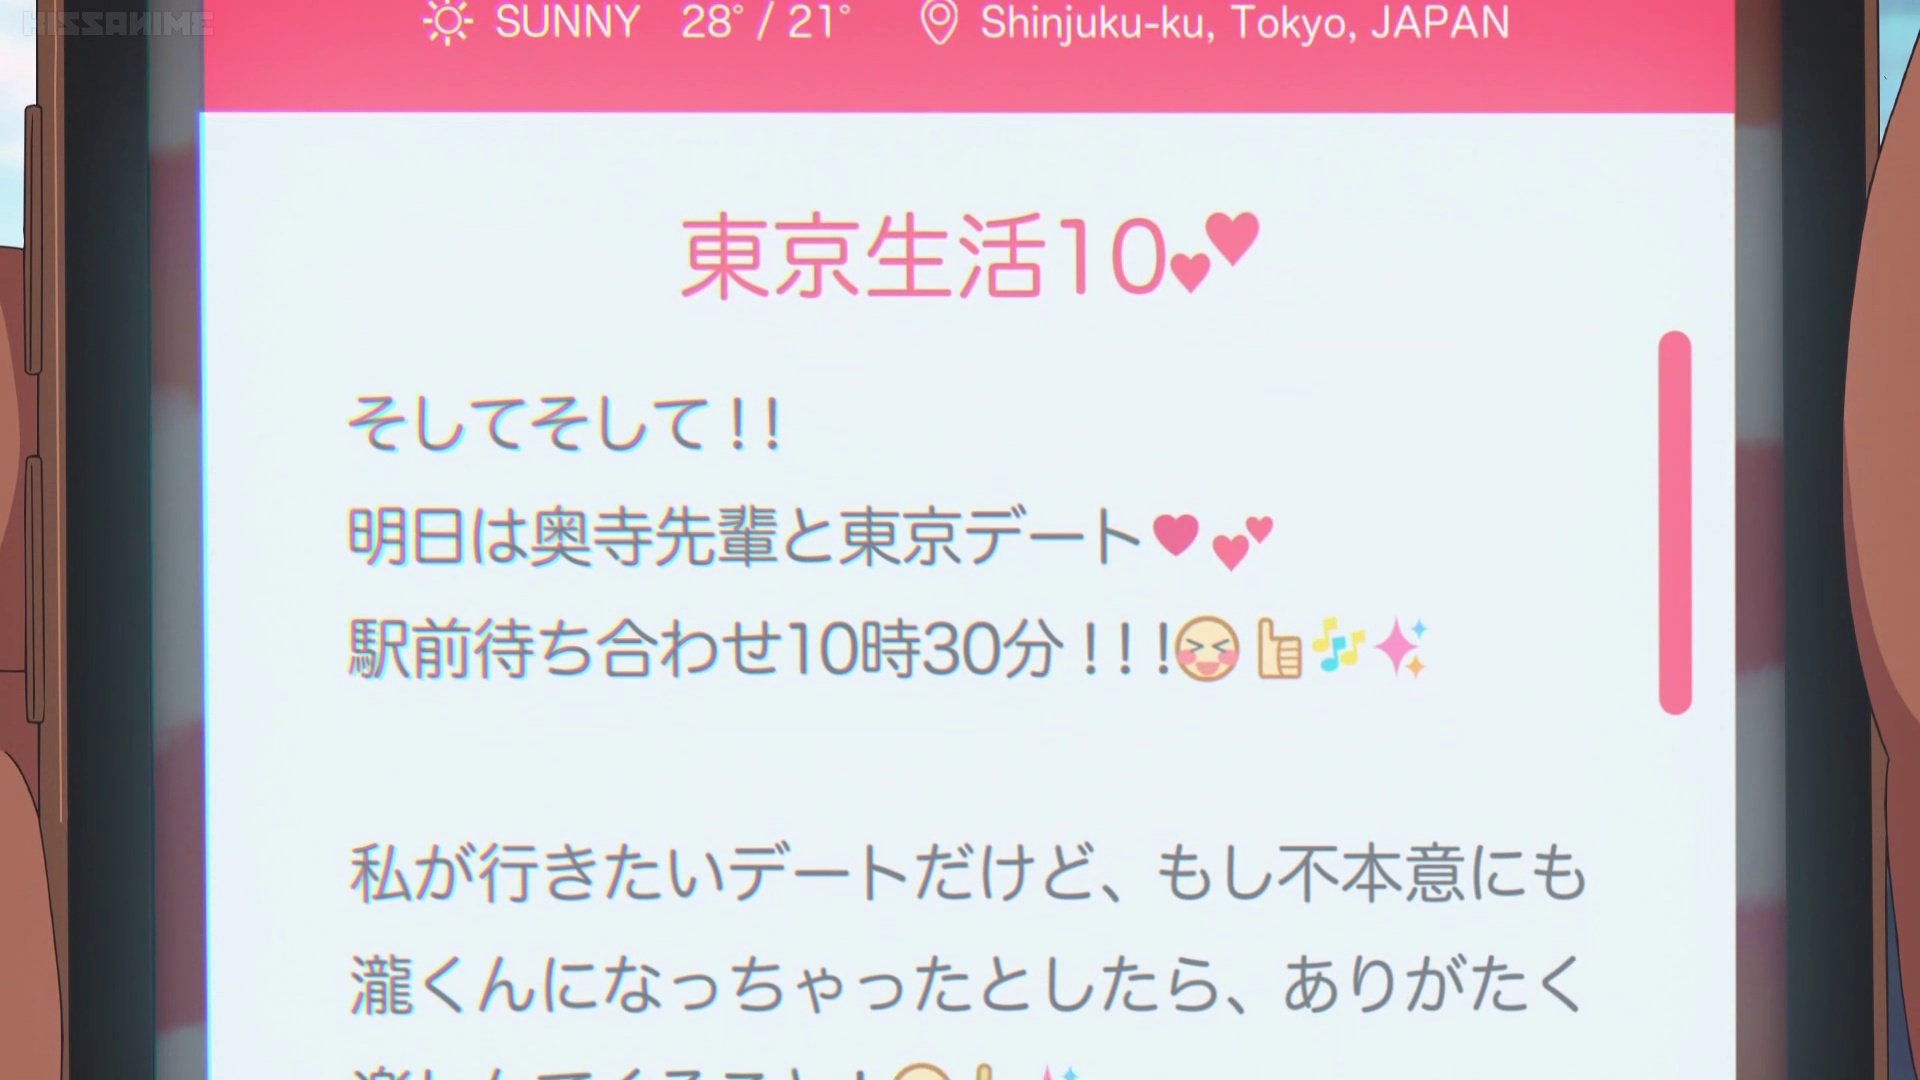 KISSANIME
SUNNY 28° / 21° Shinjuku-ku, Tokyo, JAPAN
東京生活10💕
そしてそして！！
明日は奥寺先輩と東京デート❤💕
駅前待ち合わせ10時30分！！！😆👍🎶✨
私が行きたいデートだけど、もし不本意にも
瀧くんになっちゃったとしたら、ありがたく